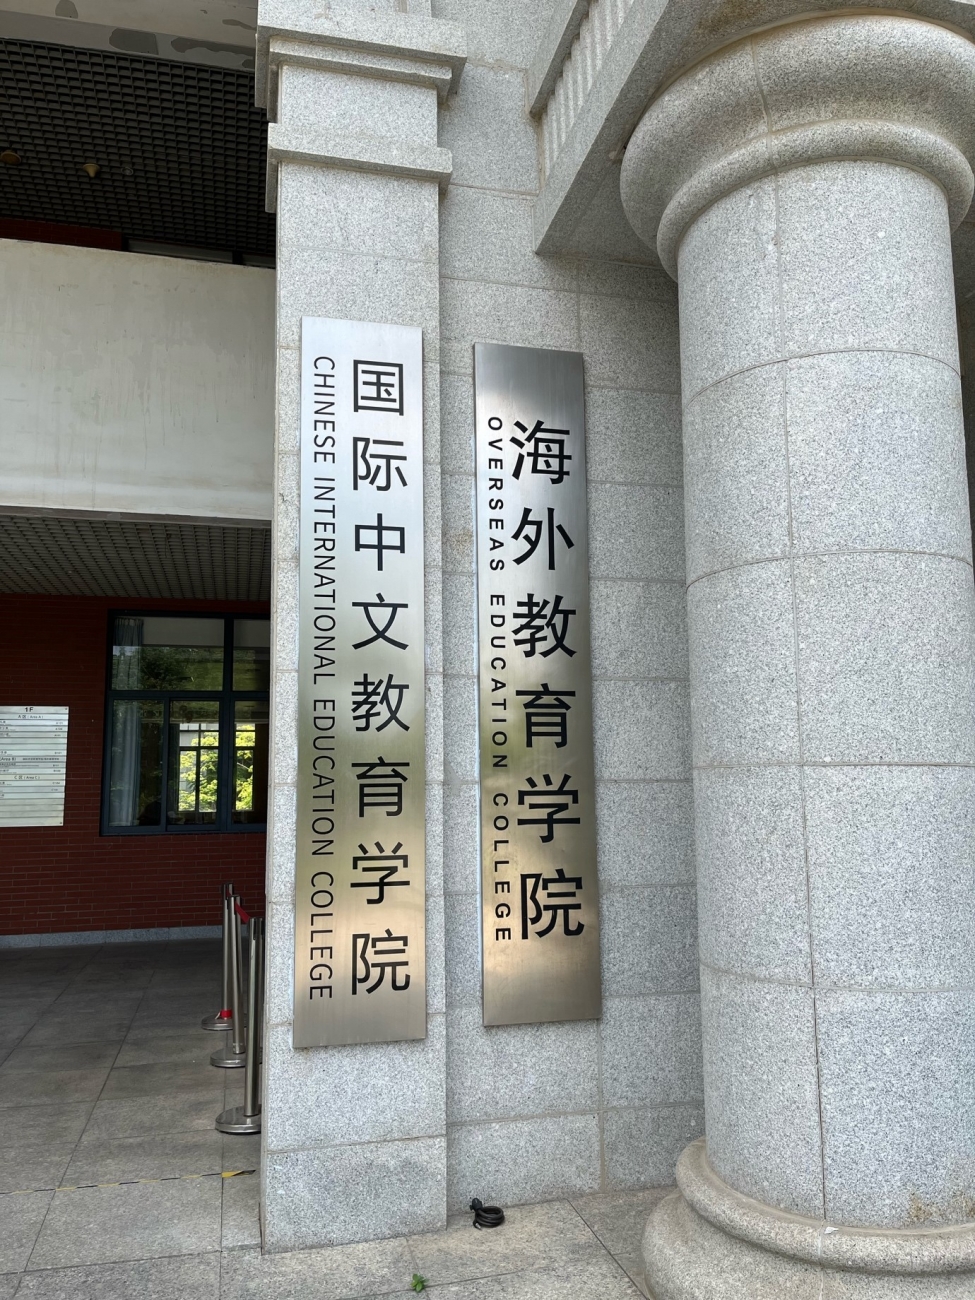 国际中文教育学院
CHINESE INTERNATIONAL EDUCATION COLLEGE
海外教育学院
OVERSEAS EDUCATION COLLEGE
1F